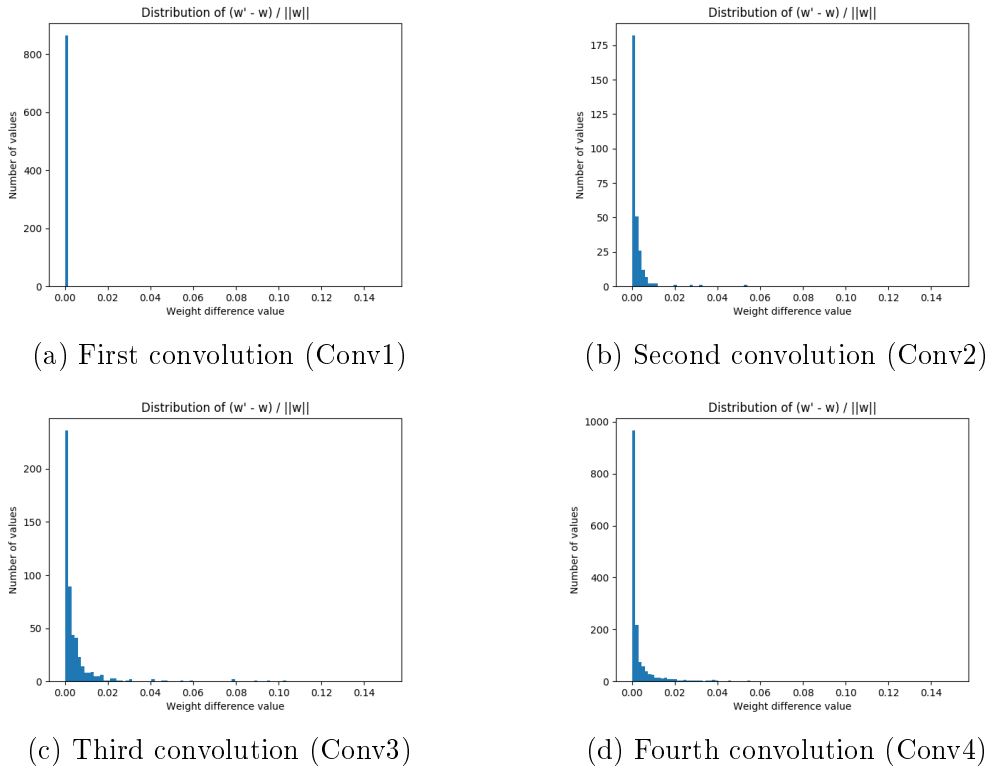 Distribution of (w' - w) / ||w||
Number of values
800
600
400
200
0
0.00 0.02 0.04 0.06 0.08 0.10 0.12 0.14
Weight difference value
(a) First convolution (Conv1)
Distribution of (w' - w) / ||w||
Number of values
175
150
125
100
75
50
25
0
0.00 0.02 0.04 0.06 0.08 0.10 0.12 0.14
Weight difference value
(b) Second convolution (Conv2)
Distribution of (w' - w) / ||w||
Number of values
200
150
100
50
0
0.00 0.02 0.04 0.06 0.08 0.10 0.12 0.14
Weight difference value
(c) Third convolution (Conv3)
Distribution of (w' - w) / ||w||
Number of values
1000
800
600
400
200
0
0.00 0.02 0.04 0.06 0.08 0.10 0.12 0.14
Weight difference value
(d) Fourth convolution (Conv4)